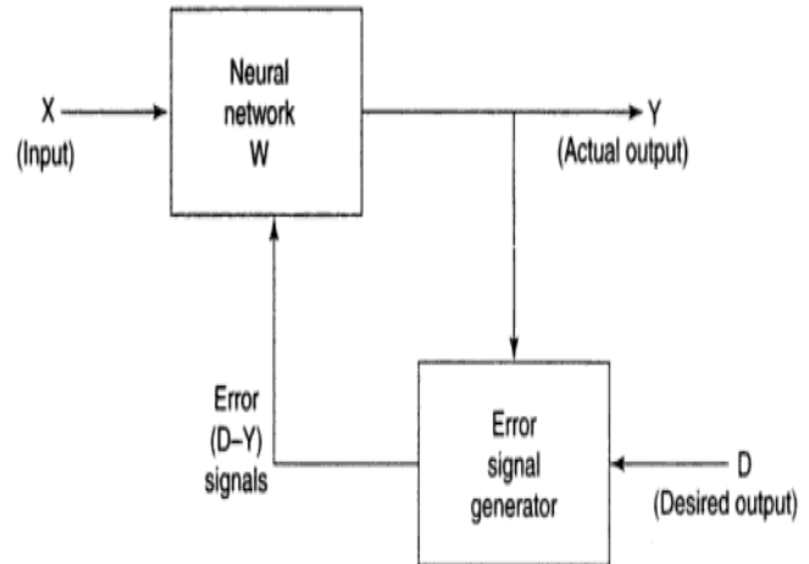 Neural
network
W
X
(Input)
Y
(Actual output)
Error
(D–Y)
signals
Error
signal
generator
D
(Desired output)